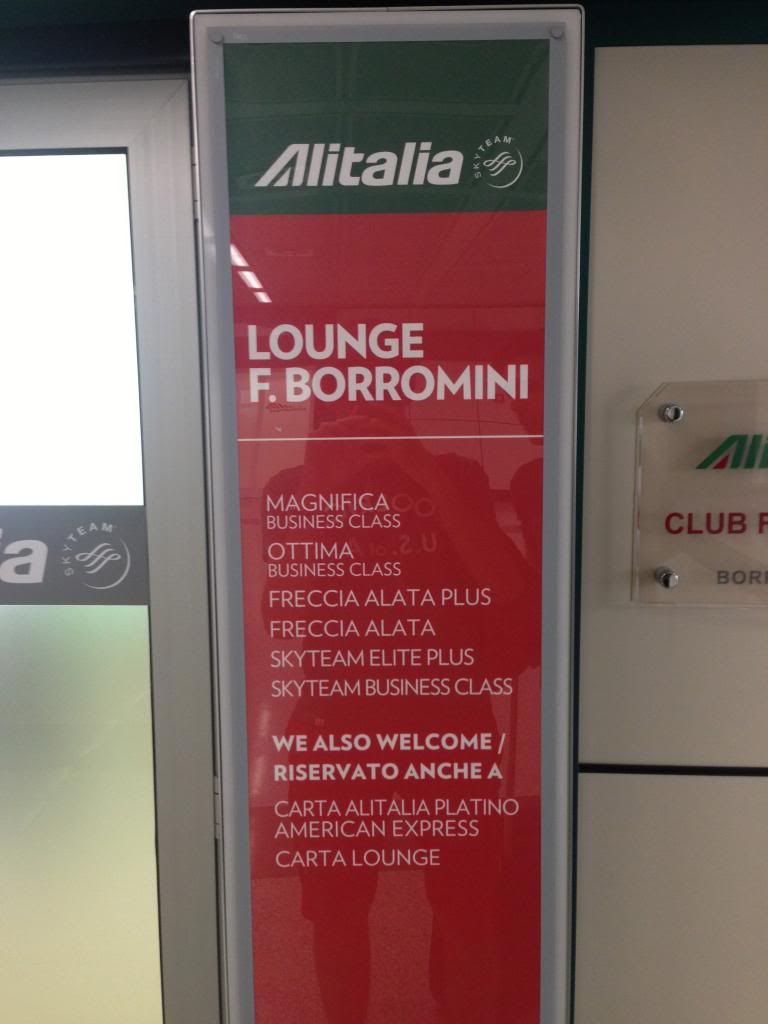 Alitalia SKYTEAM
LOUNGE
F. BORROMINI
MAGNIFICA
BUSINESS CLASS
OTTIMA
BUSINESS CLASS
FRECCIA ALATA PLUS
FRECCIA ALATA
SKYTEAM ELITE PLUS
SKYTEAM BUSINESS CLASS
WE ALSO WELCOME /
RISERVATO ANCHE A
CARTA ALITALIA PLATINO
AMERICAN EXPRESS
CARTA LOUNGE
SKYTEAM
CLUB